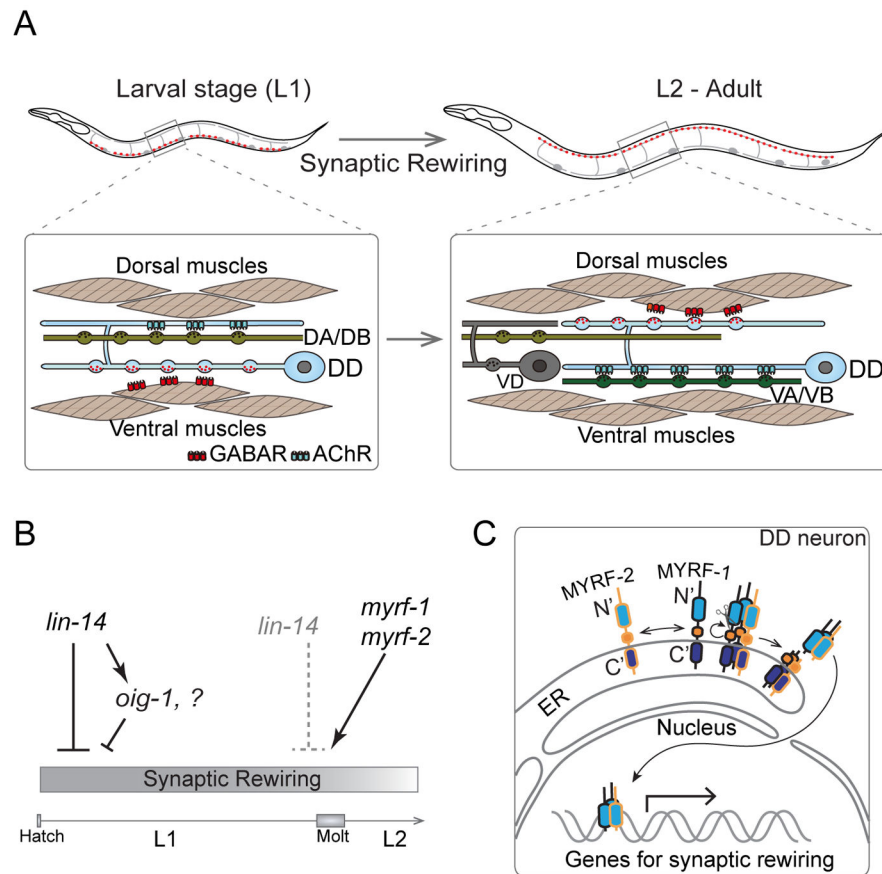 A
Larval stage (L1)
L2 - Adult
Synaptic Rewiring
Dorsal muscles
DA/DB
DD
Ventral muscles
GABAR AChR
Dorsal muscles
DD
VD
VA/VB
Ventral muscles
B
lin-14
oig-1, ?
lin-14
myrf-1
myrf-2
Synaptic Rewiring
Hatch
L1
Molt
L2
C
DD neuron
MYRF-2
N'
C'
MYRF-1
N'
C'
ER
Nucleus
Genes for synaptic rewiring